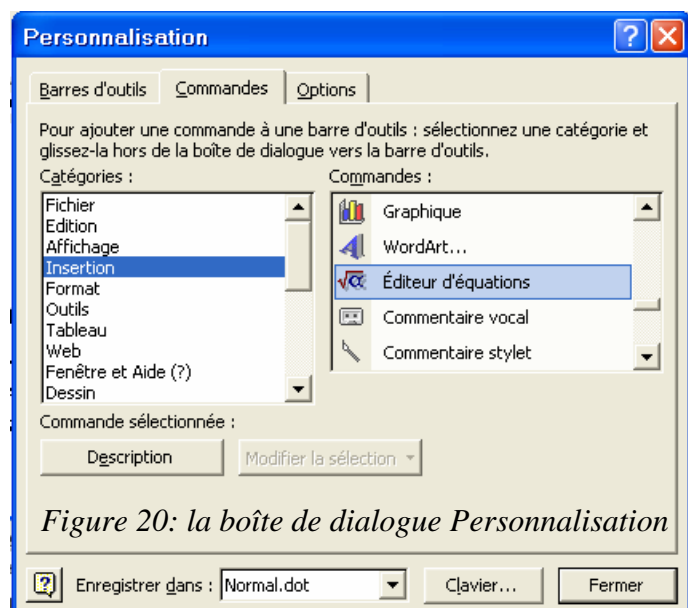 Personnalisation
Barres d'outils Commandes Options
Pour ajouter une commande à une barre d'outils : sélectionnez une catégorie et
glissez-la hors de la boîte de dialogue vers la barre d'outils.
Catégories :
Fichier
Edition
Affichage
Insertion
Format
Outils
Tableau
Web
Fenêtre et Aide (?)
Dessin
Commandes :
Graphique
WordArt...
Éditeur d'équations
Commentaire vocal
Commentaire stylet
Commande sélectionnée :
Description Modifier la sélection
Figure 20: la boîte de dialogue Personnalisation
Enregistrer dans : Normal.dot Clavier... Fermer